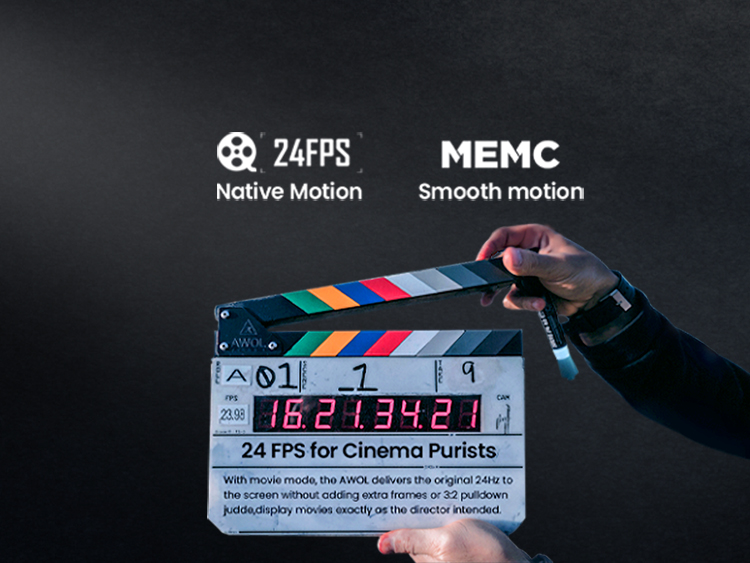 24FPS
MEMC
Native Motion
Smooth motion
AWOL
A 01 1 9
FPS
CAM
23.98
16.21.34.21
24 FPS for Cinema Purists
With movie mode, the AWOL delivers the original 24Hz to
the screen without adding extra frames or 3:2 pulldown
judde,display movies exactly as the director intended.